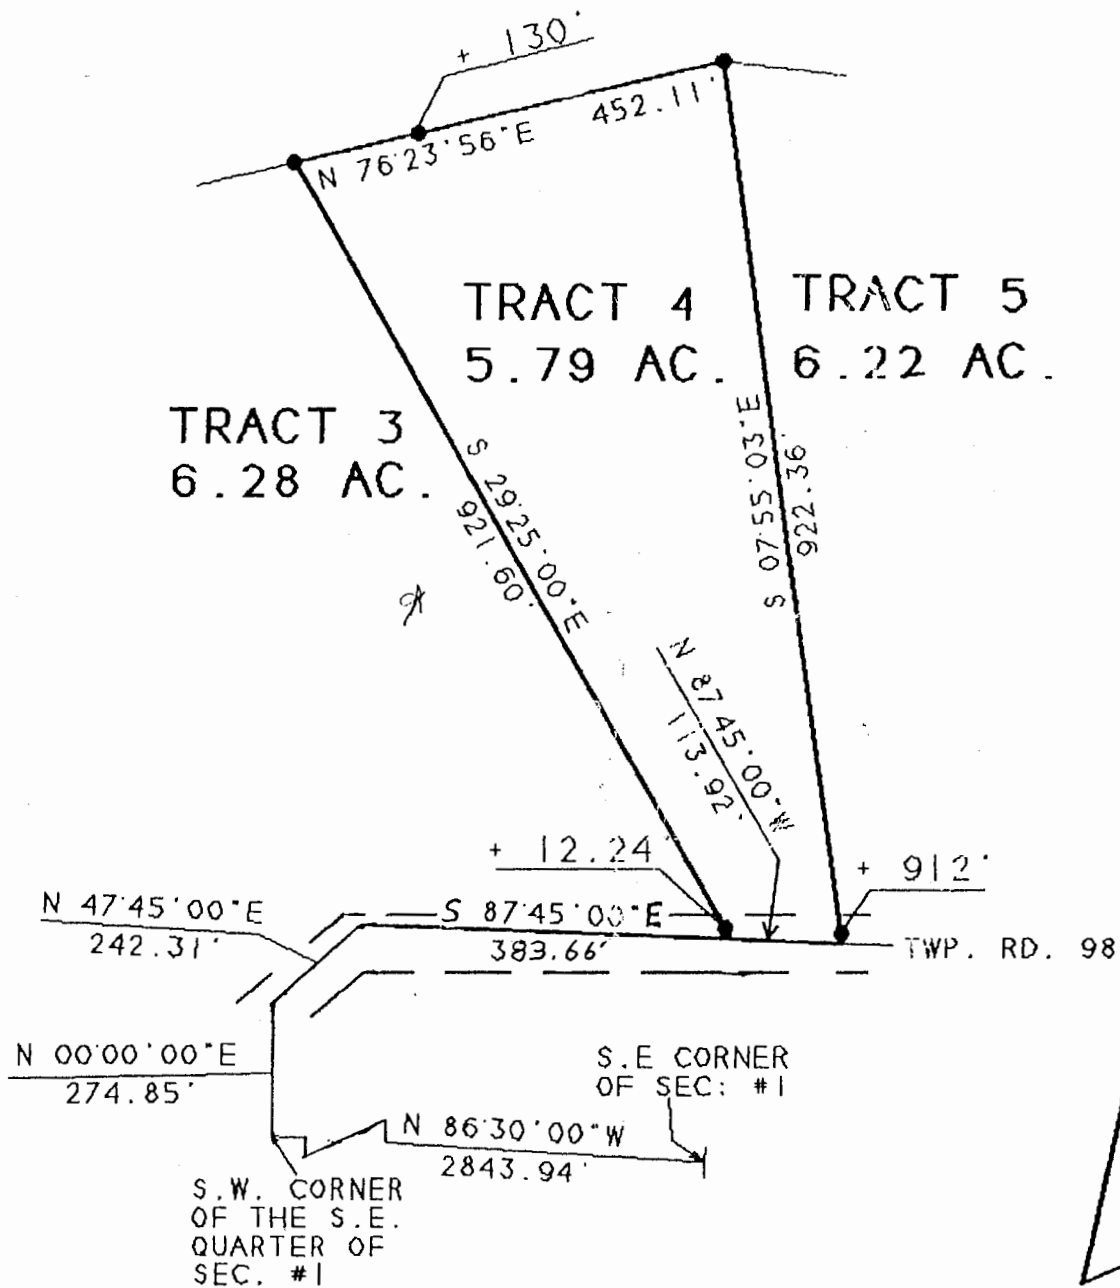 + 130'
452.11'
N 76°23'56"E
TRACT 4
5.79 AC.
TRACT 5
6.22 AC.
TRACT 3
6.28 AC.
S 29°25'00"E
921.60'
S 07°55'03"E
922.36'
N 87°45'00"W
113.92'
+ 12.24'
+ 912'
N 47°45'00"E
242.31'
S 87°45'00"E
383.66'
TWP. RD. 98
N 00°00'00"E
274.85'
S.E CORNER
OF SEC: #1
N 86°30'00"W
2843.94'
S.W. CORNER
OF THE S.E.
QUARTER OF
SEC. #1